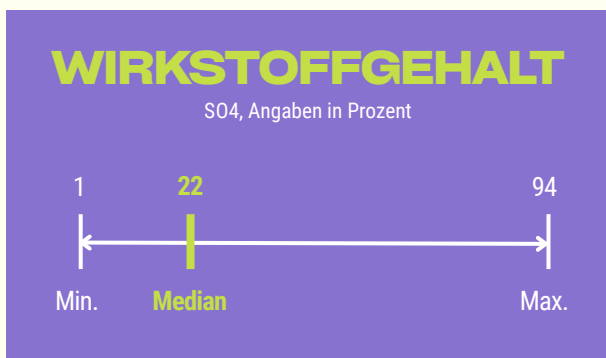 WIRKSTOFFGEHALT
SO4, Angaben in Prozent
1 22 94
Min. Median Max.